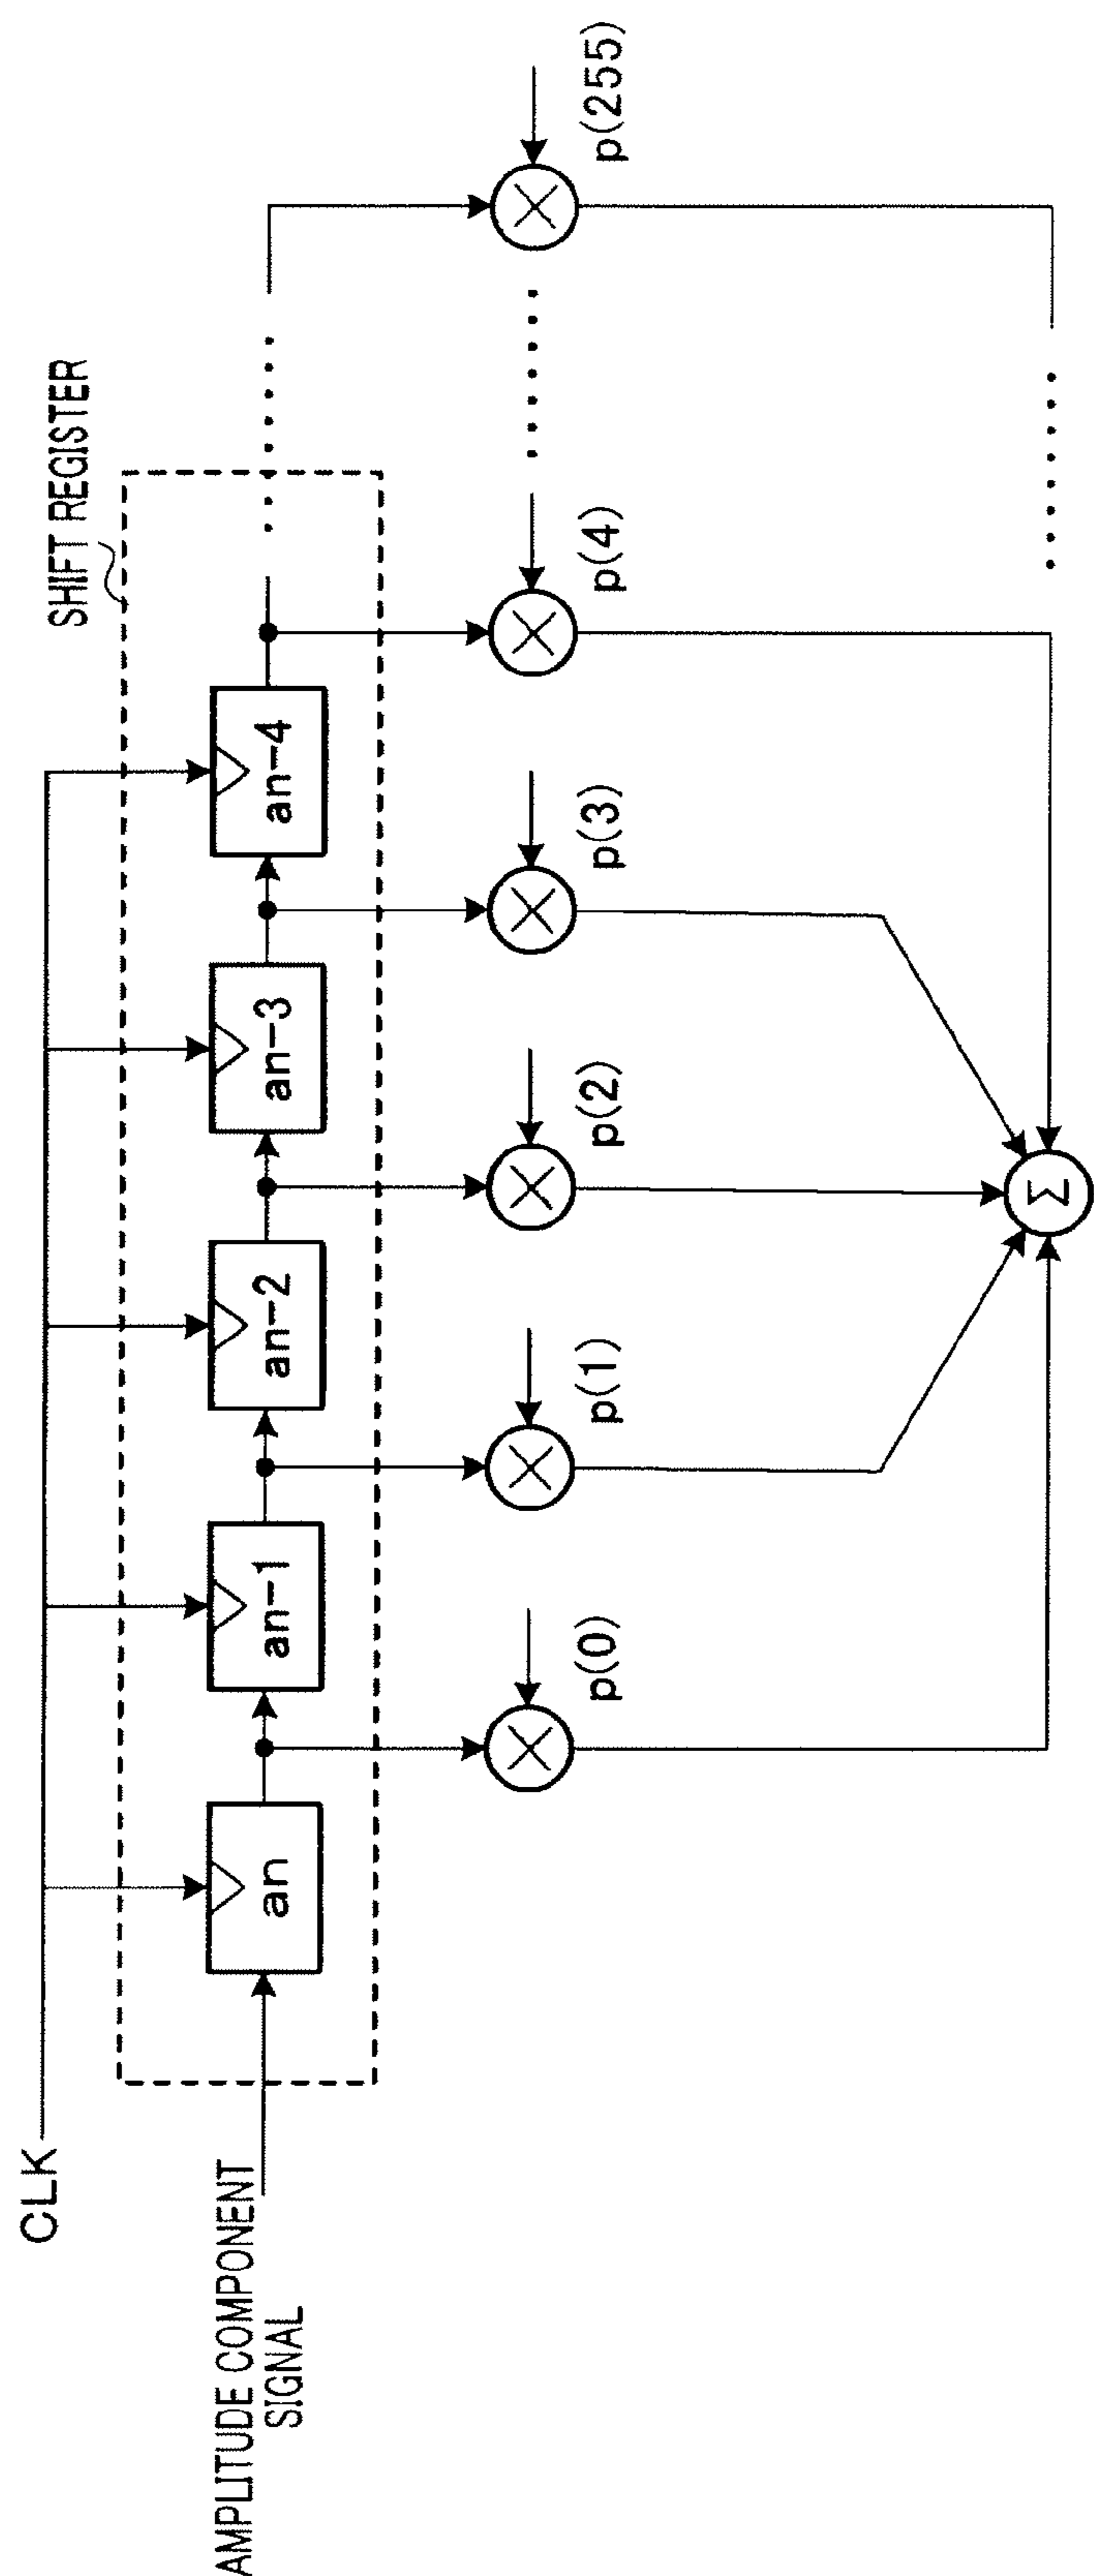 CLK
SHIFT REGISTER
AMPLITUDE COMPONENT
SIGNAL
an
an-1
an-2
an-3
an-4
p(0)
p(1)
p(2)
p(3)
p(4)
p(255)
Σ